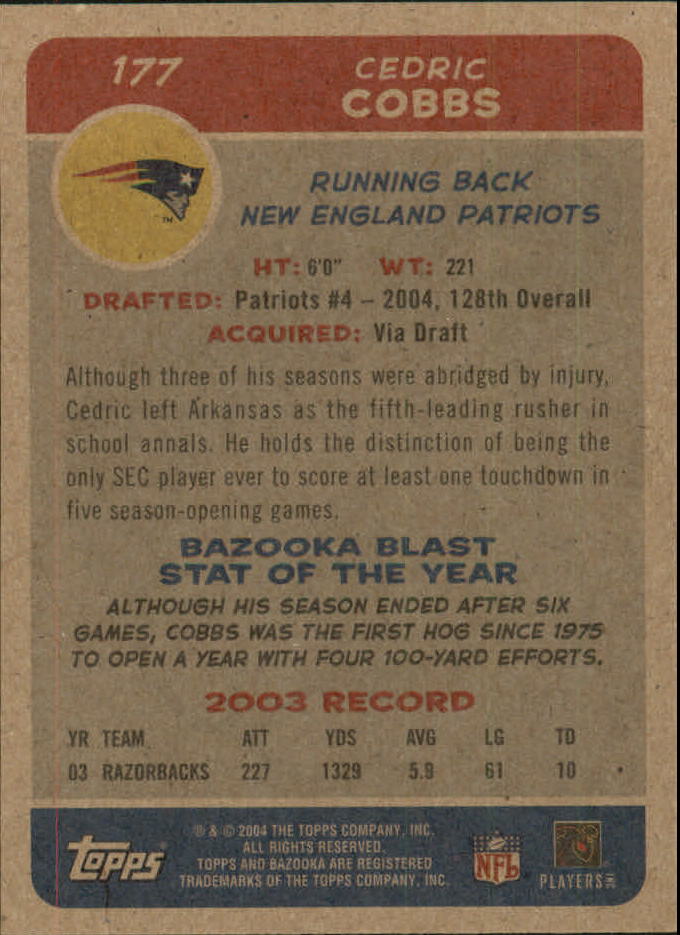 177
CEDRIC
COBBS
TM
RUNNING BACK
NEW ENGLAND PATRIOTS
HT: 6'0" WT: 221
DRAFTED: Patriots #4 – 2004, 128th Overall
ACQUIRED: Via Draft
Although three of his seasons were abridged by injury,
Cedric left Arkansas as the fifth-leading rusher in
school annals. He holds the distinction of being the
only SEC player ever to score at least one touchdown in
five season-opening games.
BAZOOKA BLAST
STAT OF THE YEAR
ALTHOUGH HIS SEASON ENDED AFTER SIX
GAMES, COBBS WAS THE FIRST HOG SINCE 1975
TO OPEN A YEAR WITH FOUR 100-YARD EFFORTS.
2003 RECORD
YR TEAM ATT YDS AVG LG TD
03 RAZORBACKS 227 1329 5.9 61 10
topps
® & © 2004 THE TOPPS COMPANY, INC.
ALL RIGHTS RESERVED.
TOPPS AND BAZOOKA ARE REGISTERED
TRADEMARKS OF THE TOPPS COMPANY, INC.
NFL
PLAYERS